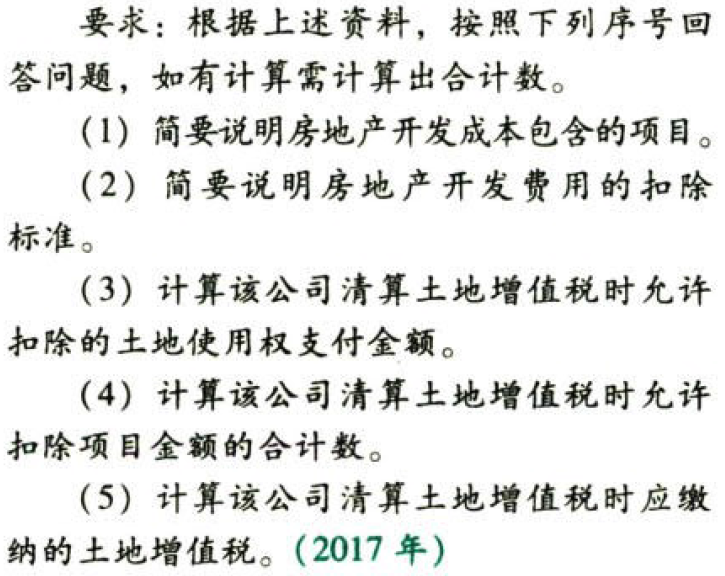 要求：根据上述资料，按照下列序号回
答问题，如有计算需计算出合计数。
（1）简要说明房地产开发成本包含的项目。
（2）简要说明房地产开发费用的扣除
标准。
（3）计算该公司清算土地增值税时允许
扣除的土地使用权支付金额。
（4）计算该公司清算土地增值税时允许
扣除项目金额的合计数。
（5）计算该公司清算土地增值税时应缴
纳的土地增值税。（2017 年）